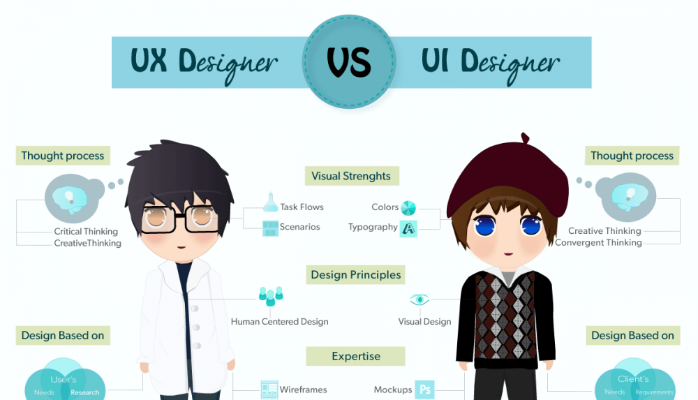 UX Designer VS UI Designer
Thought process
Critical Thinking
CreativeThinking
Visual Strenghts
Task Flows
Scenarios
Colors
Typography
A
Thought process
Creative Thinking
Convergent Thinking
Design Principles
Human Centered Design
Visual Design
Design Based on
User's
Needs Research
Expertise
Wireframes
Mockups Ps
Design Based on
Client's
Needs Requirements